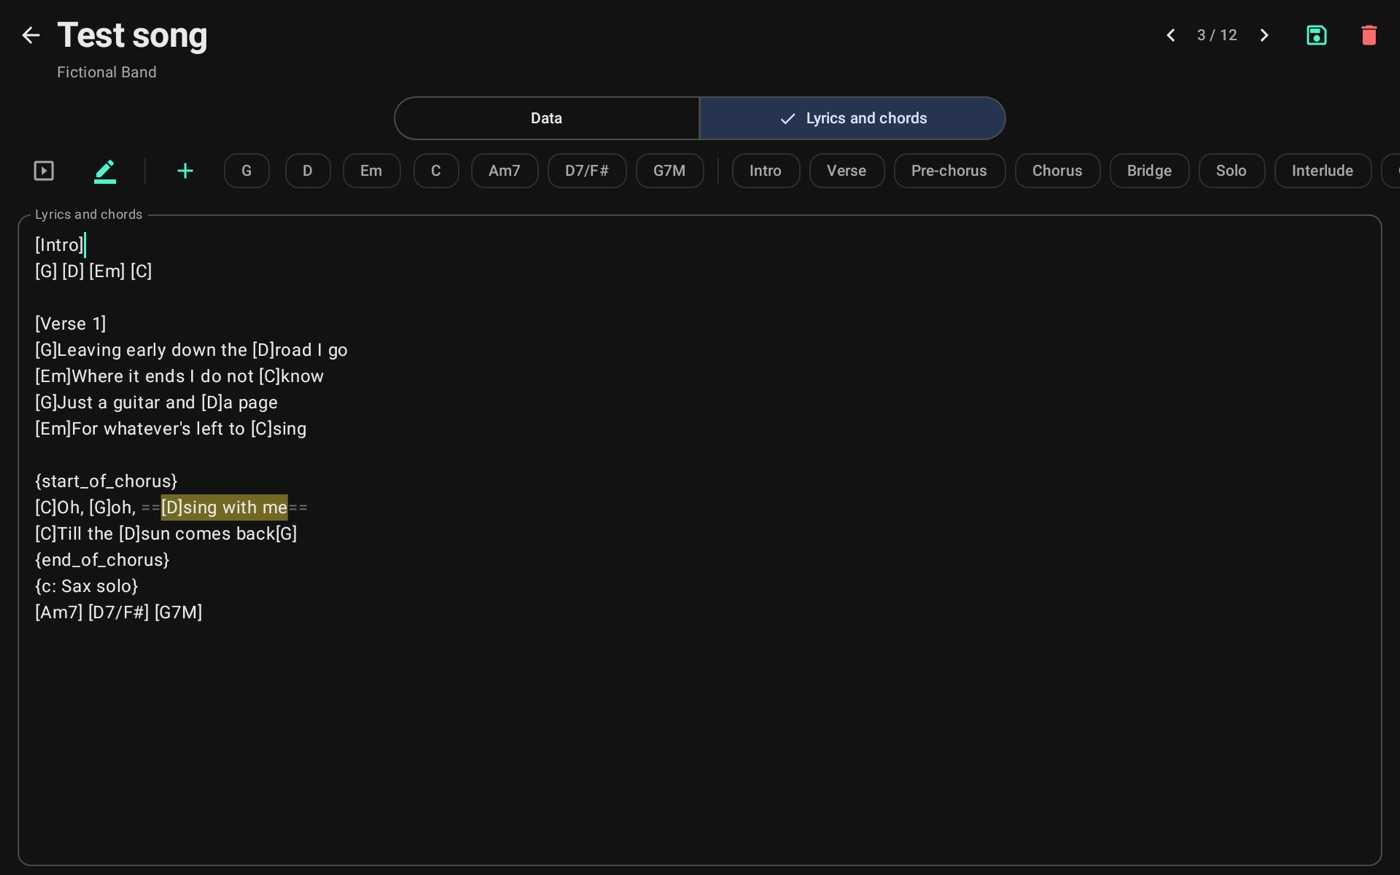 Test song
3 / 12
Fictional Band
Data
Lyrics and chords
G D Em C Am7 D7/F# G7M Intro Verse Pre-chorus Chorus Bridge Solo Interlude
Lyrics and chords
[Intro]
[G] [D] [Em] [C]
[Verse 1]
[G]Leaving early down the [D]road I go
[Em]Where it ends I do not [C]know
[G]Just a guitar and [D]a page
[Em]For whatever's left to [C]sing
{start_of_chorus}
[C]Oh, [G]oh, ==[D]sing with me==
[C]Till the [D]sun comes back[G]
{end_of_chorus}
{c: Sax solo}
[Am7] [D7/F#] [G7M]